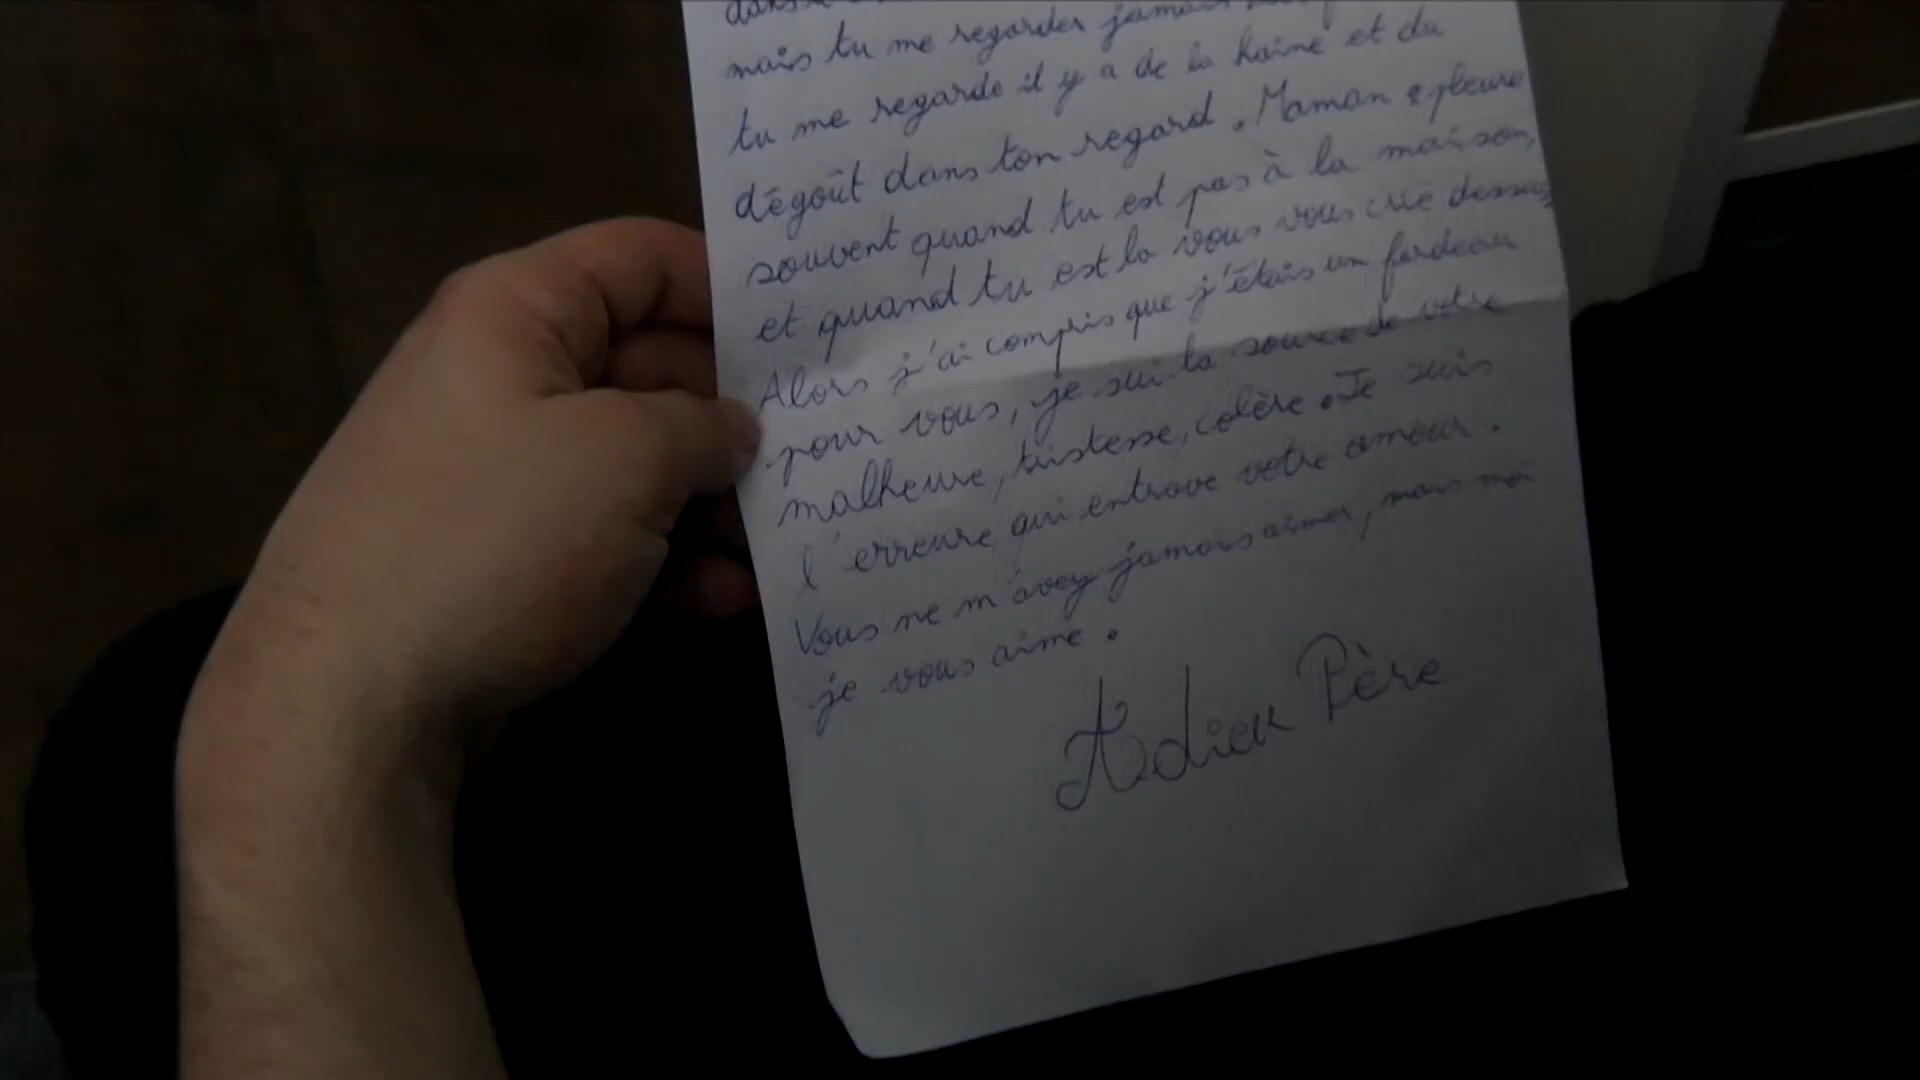 mais tu me regarder jamais
tu me regarde il y a de la haine et du
dégoût dans ton regard. Maman pleure
souvent quand tu est pas à la maison,
et quand tu est la vous vous crié dessus
Alors j'ai compris que j'étais un fardeau
pour vous, je sui la source de votre
malheure, tristesse, colère. Je suis
l'erreure qui entrave votre amour.
Vous ne m'avez jamais aimer, mais moi
je vous aime.
Adieu Père